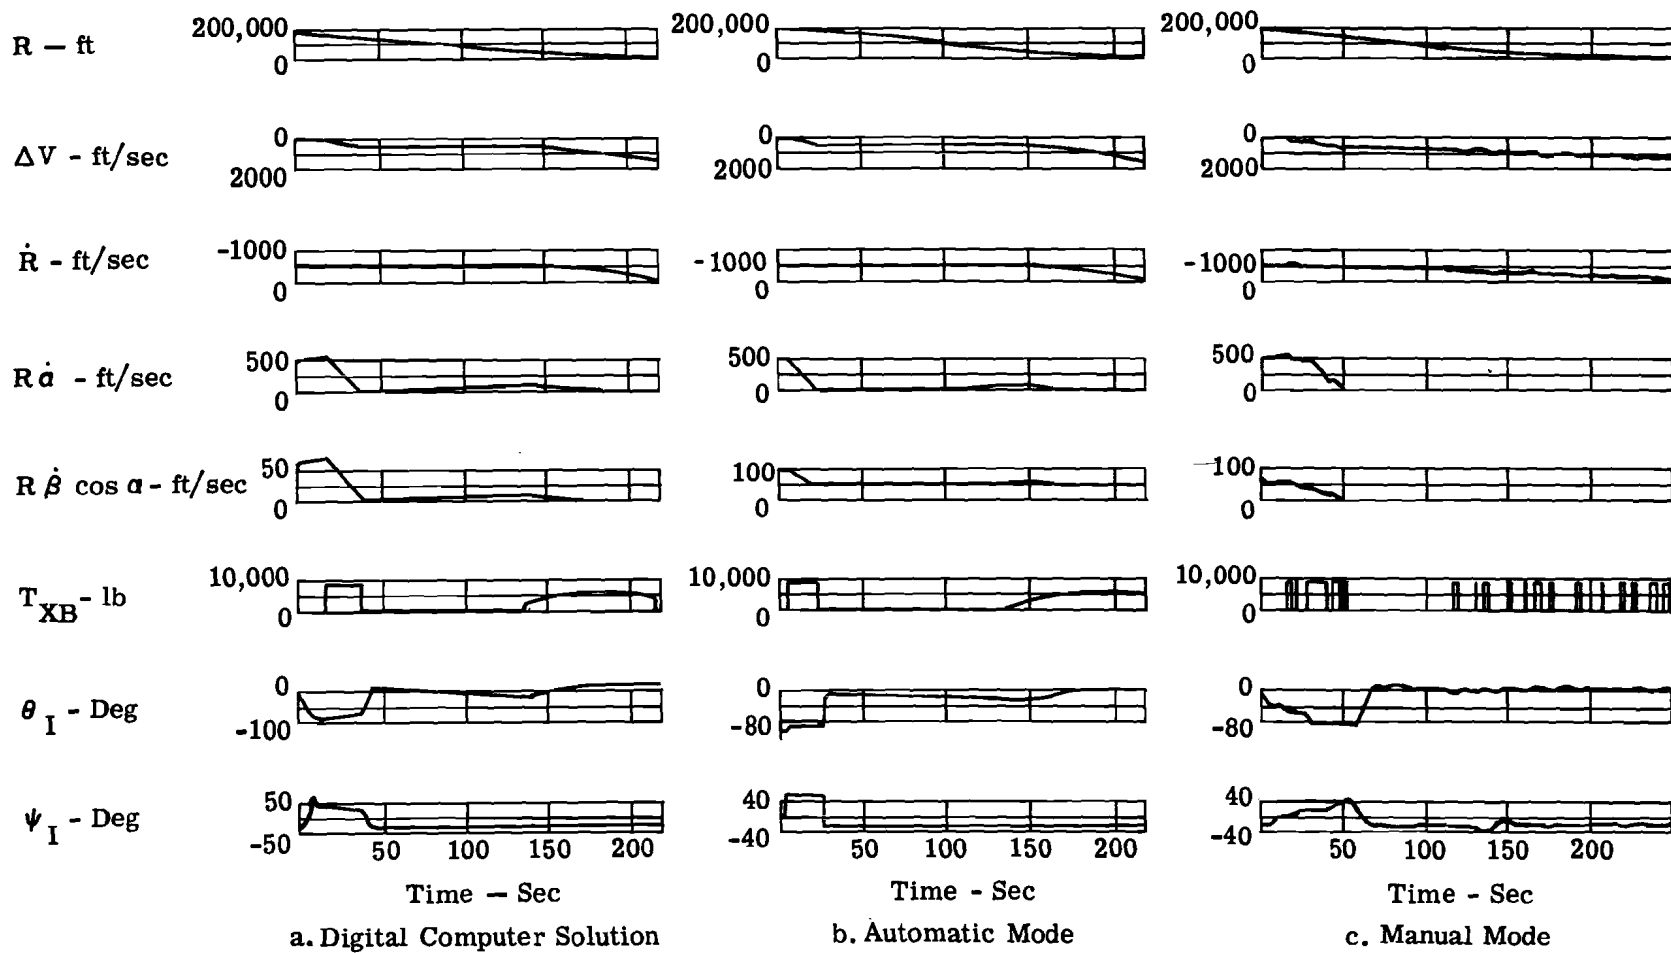 R — ft
200,000
0
200,000
0
200,000
0
ΔV - ft/sec
0
2000
0
2000
0
2000
Ṙ - ft/sec
-1000
0
-1000
0
-1000
0
R α̇ - ft/sec
500
0
500
0
500
0
R β̇ cos α - ft/sec
50
0
100
0
100
0
T_XB - lb
10,000
0
10,000
0
10,000
0
θ_I - Deg
0
-100
0
-80
0
-80
ψ_I - Deg
50
-50
40
-40
40
-40
50 100 150 200
50 100 150 200
50 100 150 200
Time — Sec
Time - Sec
Time - Sec
a. Digital Computer Solution
b. Automatic Mode
c. Manual Mode